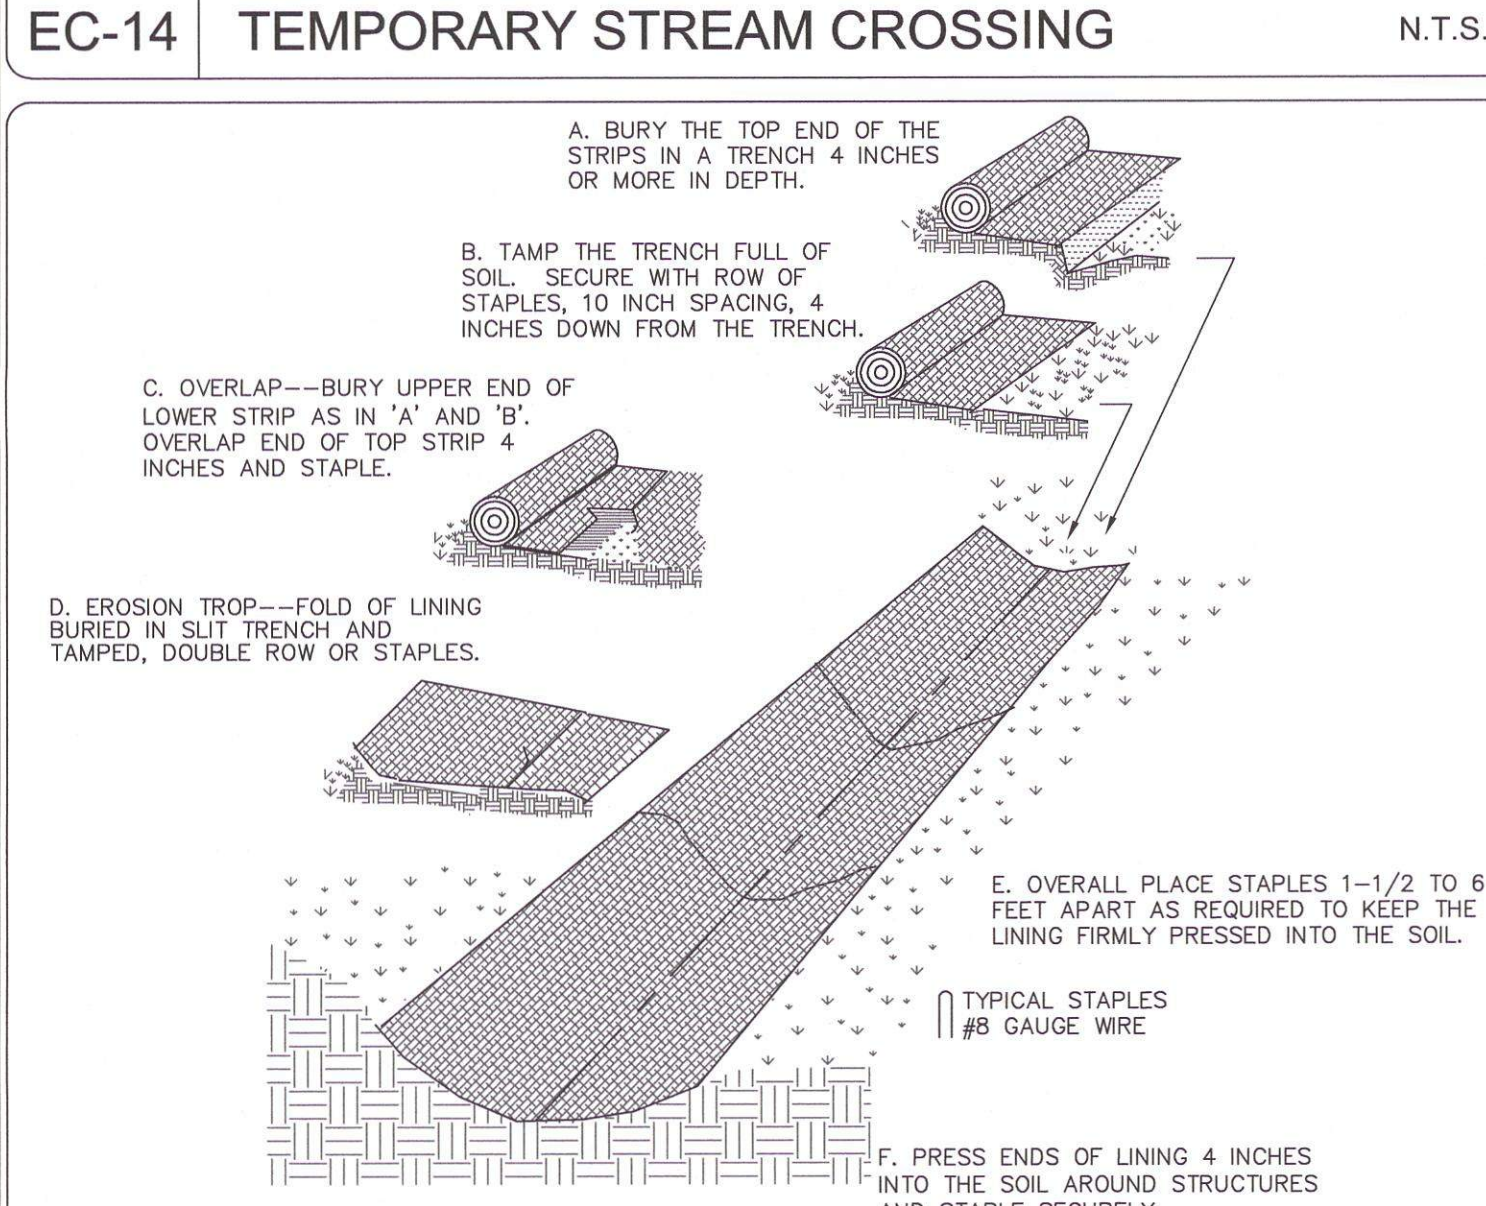 EC-14
TEMPORARY STREAM CROSSING
N.T.S.
A. BURY THE TOP END OF THE
STRIPS IN A TRENCH 4 INCHES
OR MORE IN DEPTH.
B. TAMP THE TRENCH FULL OF
SOIL. SECURE WITH ROW OF
STAPLES, 10 INCH SPACING, 4
INCHES DOWN FROM THE TRENCH.
C. OVERLAP--BURY UPPER END OF
LOWER STRIP AS IN 'A' AND 'B'.
OVERLAP END OF TOP STRIP 4
INCHES AND STAPLE.
D. EROSION TROP--FOLD OF LINING
BURIED IN SLIT TRENCH AND
TAMPED, DOUBLE ROW OR STAPLES.
E. OVERALL PLACE STAPLES 1-1/2 TO 6
FEET APART AS REQUIRED TO KEEP THE
LINING FIRMLY PRESSED INTO THE SOIL.
TYPICAL STAPLES
#8 GAUGE WIRE
F. PRESS ENDS OF LINING 4 INCHES
INTO THE SOIL AROUND STRUCTURES
AND STAPLE SECURELY